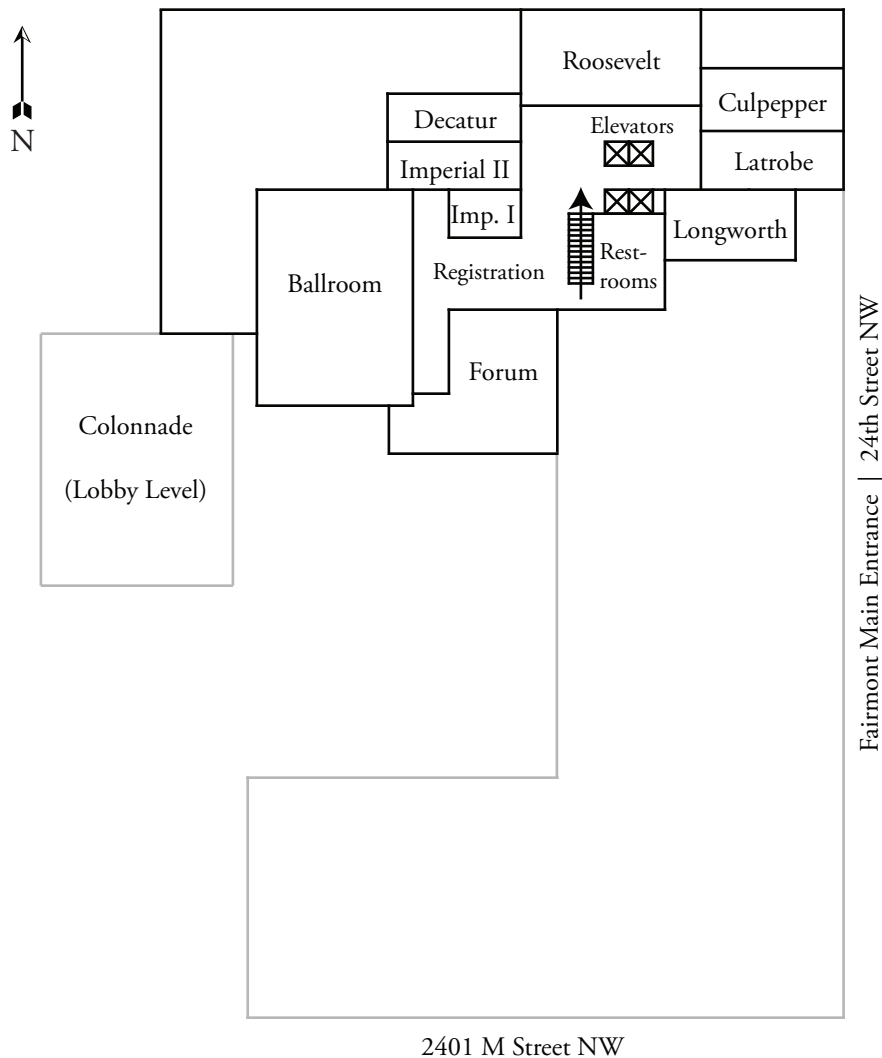 N
Roosevelt
Culpepper
Decatur
Elevators
Imperial II
Latrobe
Imp. I
Longworth
Registration
Rest-
rooms
Ballroom
Forum
Colonnade
(Lobby Level)
Fairmont Main Entrance | 24th Street NW
2401 M Street NW